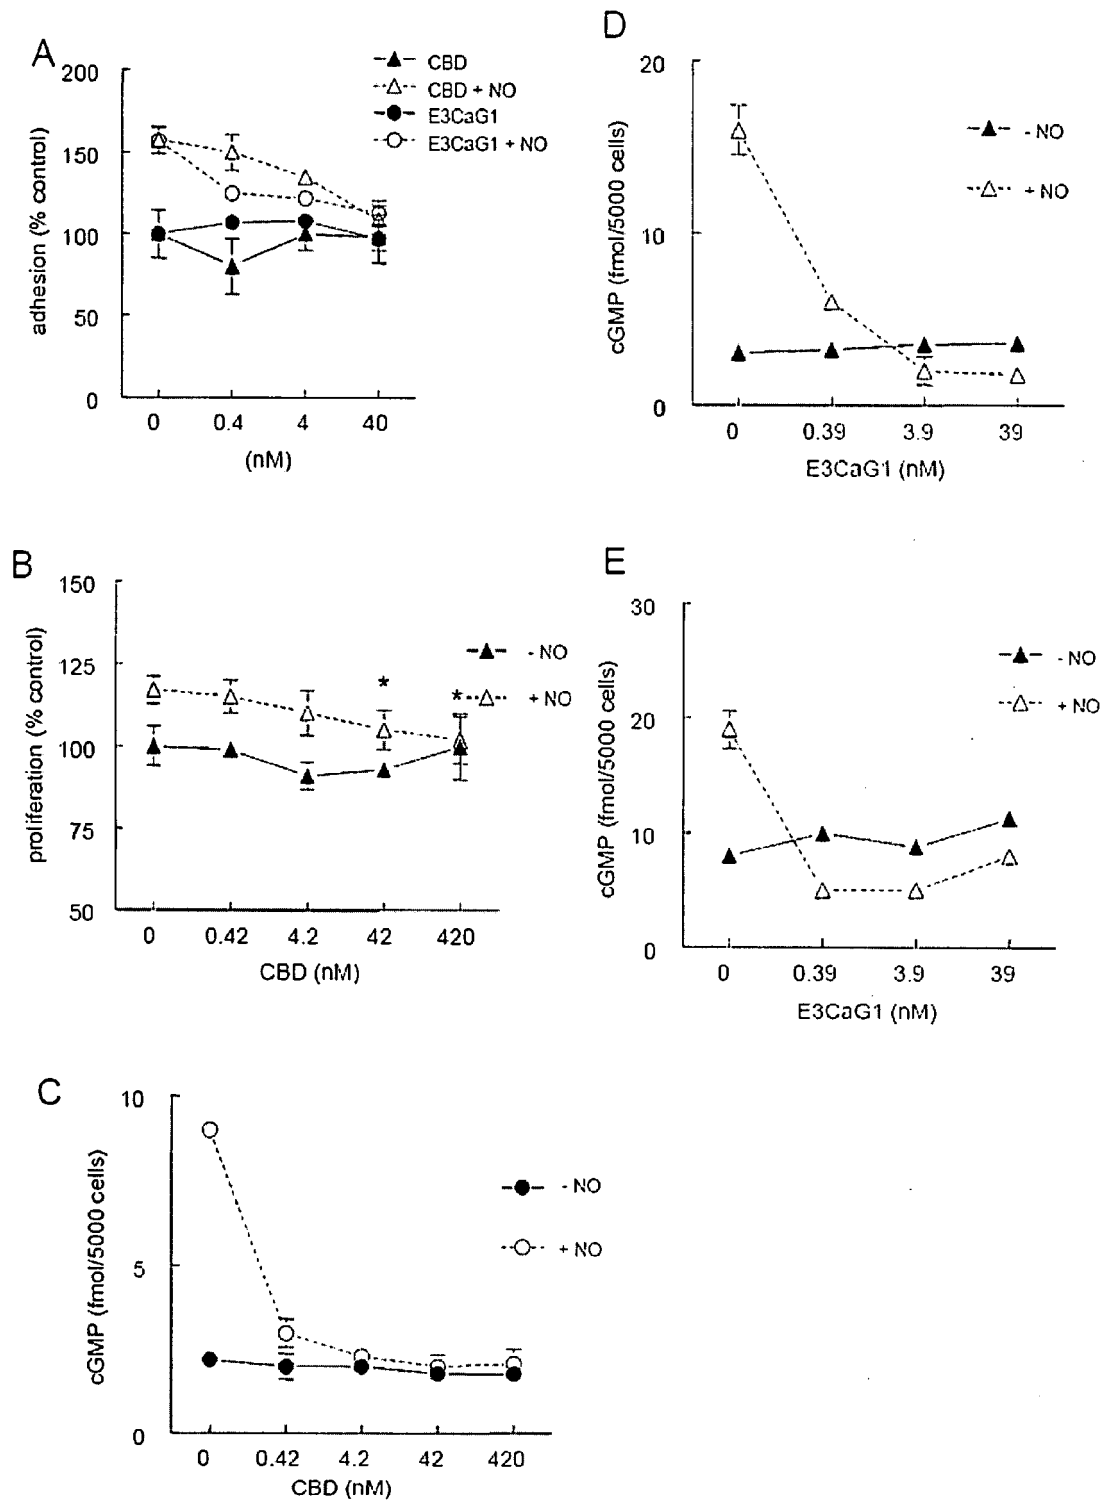 A
200
150
100
50
0
adhesion (% control)
CBD
CBD + NO
E3CaG1
E3CaG1 + NO
0 0.4 4 40
(nM)
B
150
125
100
75
50
proliferation (% control)
- NO
+ NO
*
*
0 0.42 4.2 42 420
CBD (nM)
C
10
5
0
cGMP (fmol/5000 cells)
- NO
+ NO
0 0.42 4.2 42 420
CBD (nM)
D
20
10
0
cGMP (fmol/5000 cells)
- NO
+ NO
0 0.39 3.9 39
E3CaG1 (nM)
E
30
20
10
0
cGMP (fmol/5000 cells)
- NO
+ NO
0 0.39 3.9 39
E3CaG1 (nM)